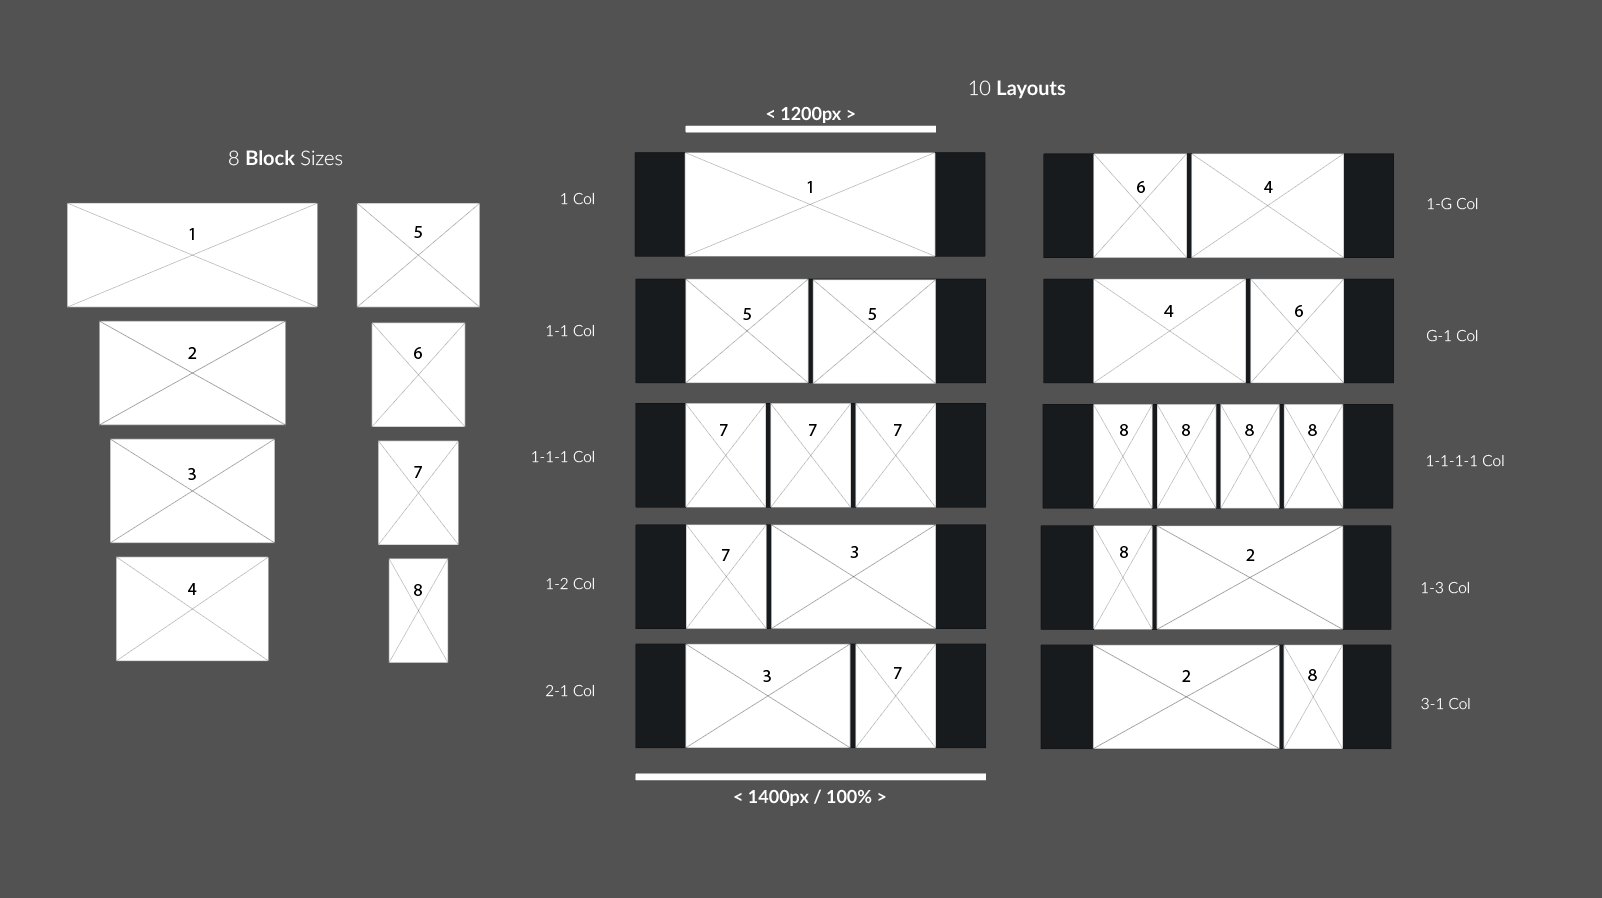 8 Block Sizes
1
5
2
6
3
7
4
8
10 Layouts
< 1200px >
1 Col
1
1-1 Col
5 5
1-1-1 Col
7 7 7
1-2 Col
7 3
2-1 Col
3 7
< 1400px / 100% >
6 4
1-G Col
4 6
G-1 Col
8 8 8 8
1-1-1-1 Col
8 2
1-3 Col
2 8
3-1 Col